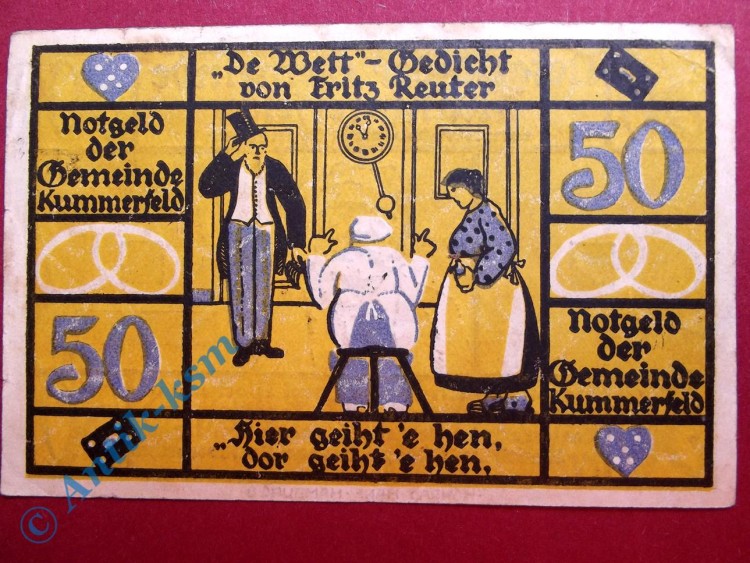 „De Wett"-Gedicht
von Fritz Reuter
Notgeld
der
Gemeinde
Kummerfeld
50
50
Notgeld
der
Gemeinde
Kummerfeld
„Hier geiht 'e hen,
dor geiht 'e hen,
© Antik-ksm